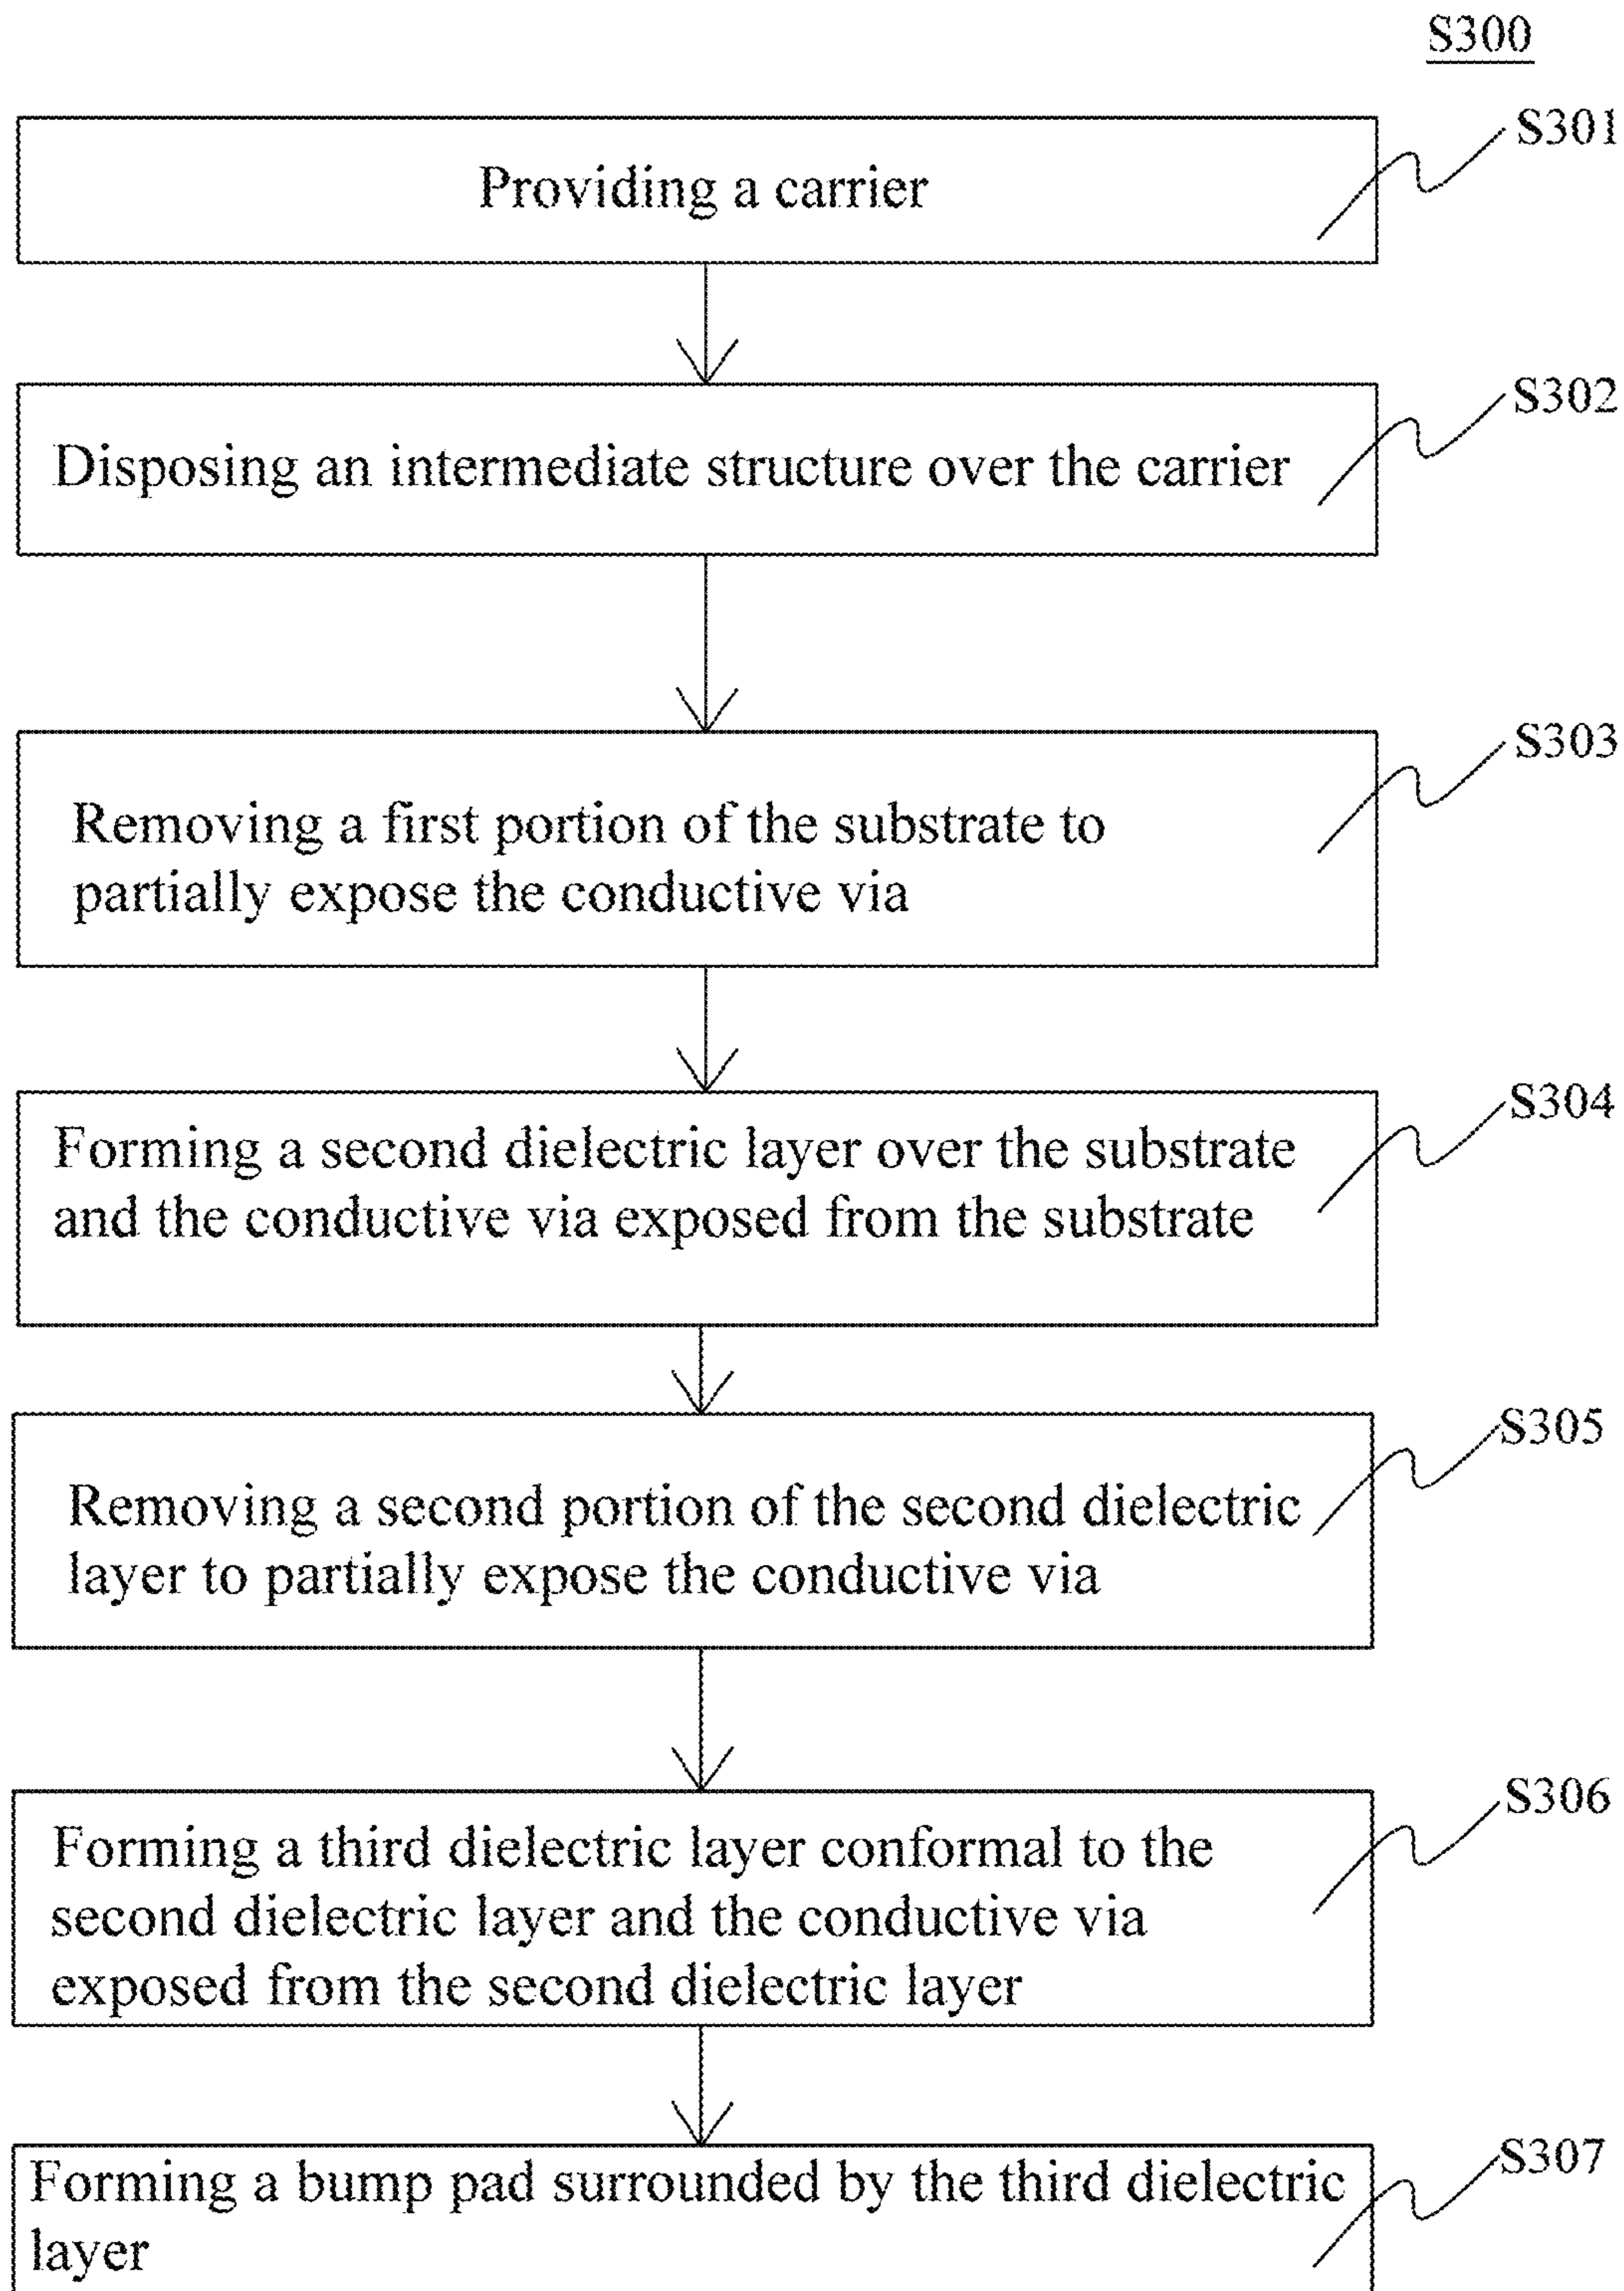 S300
S301
Providing a carrier
S302
Disposing an intermediate structure over the carrier
S303
Removing a first portion of the substrate to
partially expose the conductive via
S304
Forming a second dielectric layer over the substrate
and the conductive via exposed from the substrate
S305
Removing a second portion of the second dielectric
layer to partially expose the conductive via
S306
Forming a third dielectric layer conformal to the
second dielectric layer and the conductive via
exposed from the second dielectric layer
S307
Forming a bump pad surrounded by the third dielectric
layer